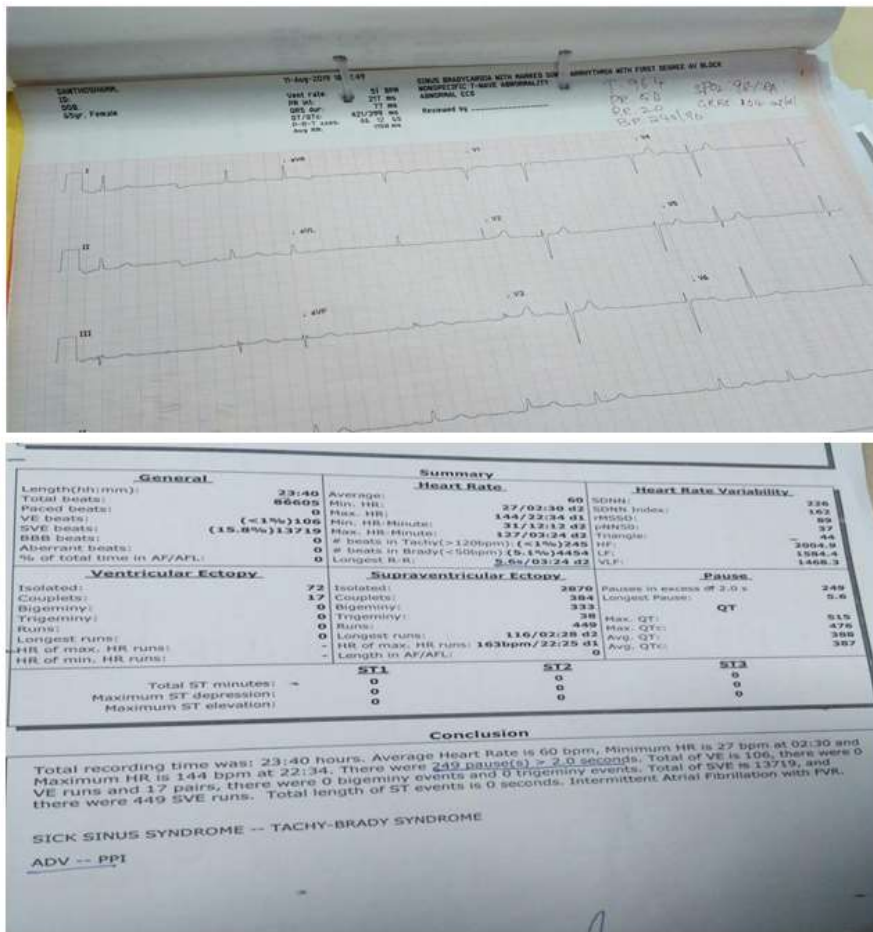 SANTHOSHAMM,
ID:
DOB
65yr, Female
11-Aug-2019
Vent rate 51 BPM
PR int 217 ms
QRS dur 77 ms
QT/QTc 421/399 ms
P-R-T axes
Avg RR
SINUS BRADYCARDIA WITH MARKED ARRHYTHMIA WITH FIRST DEGREE AV BLOCK
NONSPECIFIC T-WAVE ABNORMALITY
ABNORMAL ECG
Reviewed by
I
aVR
V1
V4
II
aVL
V2
V5
III
aVF
V3
V6
Summary
General
Length(hh:mm): 23:40
Total beats: 86605
Paced beats: 0
VE beats: (<1%)106
SVE beats: (15.8%)13719
BBB beats: 0
Aberrant beats: 0
% of total time in AF/AFL: 0
Heart Rate
Average: 60
Min. HR: 27/02:30 d2
Max. HR: 144/22:34 d1
Min. HR-Minute: 31/12:12 d2
Max. HR-Minute: 127/03:24 d2
# beats in Tachy(>120bpm): (<1%)245
# beats in Brady(<50bpm): (5.1%)4454
Longest R-R: 5.6s/03:24 d2
Heart Rate Variability
SDNN: 226
SDNN Index: 162
rMSSD: 89
pNN50: 37
Triangle: 44
HF: 2004.9
LF: 1584.4
VLF: 1468.3
Ventricular Ectopy
Isolated: 72
Couplets: 17
Bigeminy: 0
Trigeminy: 0
Runs: 0
Longest runs: 0
HR of max. HR runs: -
HR of min. HR runs: -
Supraventricular Ectopy
Isolated: 2870
Couplets: 384
Bigeminy: 333
Trigeminy: 38
Runs: 449
Longest runs: 116/02:28 d2
HR of max. HR runs: 163bpm/22:25 d1
Length in AF/AFL: 0
Pause
Pauses in excess of 2.0 s 249
Longest Pause: 5.6
QT
Max. QT: 515
Max. QTc: 476
Avg. QT: 388
Avg. QTc: 387
ST1 ST2 ST3
Total ST minutes: 0 0 0
Maximum ST depression: 0 0 0
Maximum ST elevation: 0 0 0
Conclusion
Total recording time was: 23:40 hours. Average Heart Rate is 60 bpm, Minimum HR is 27 bpm at 02:30 and
Maximum HR is 144 bpm at 22:34. There were 249 pause(s) > 2.0 seconds. Total of VE is 106, there were 0
VE runs and 17 pairs, there were 0 bigeminy events and 0 trigeminy events. Total of SVE is 13719, and
there were 449 SVE runs. Total length of ST events is 0 seconds. Intermittent Atrial Fibrillation with FVR.
SICK SINUS SYNDROME -- TACHY-BRADY SYNDROME
ADV -- PPI